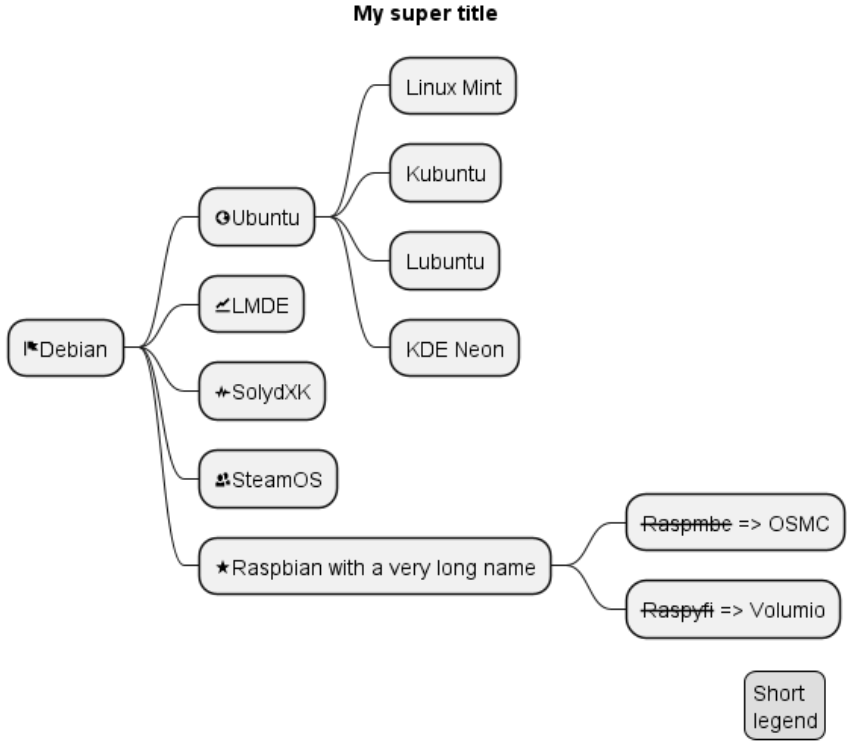 My super title
Debian
Ubuntu
Linux Mint
Kubuntu
Lubuntu
KDE Neon
LMDE
SolydXK
SteamOS
Raspbian with a very long name
Raspmbc => OSMC
Raspyfi => Volumio
Short
legend